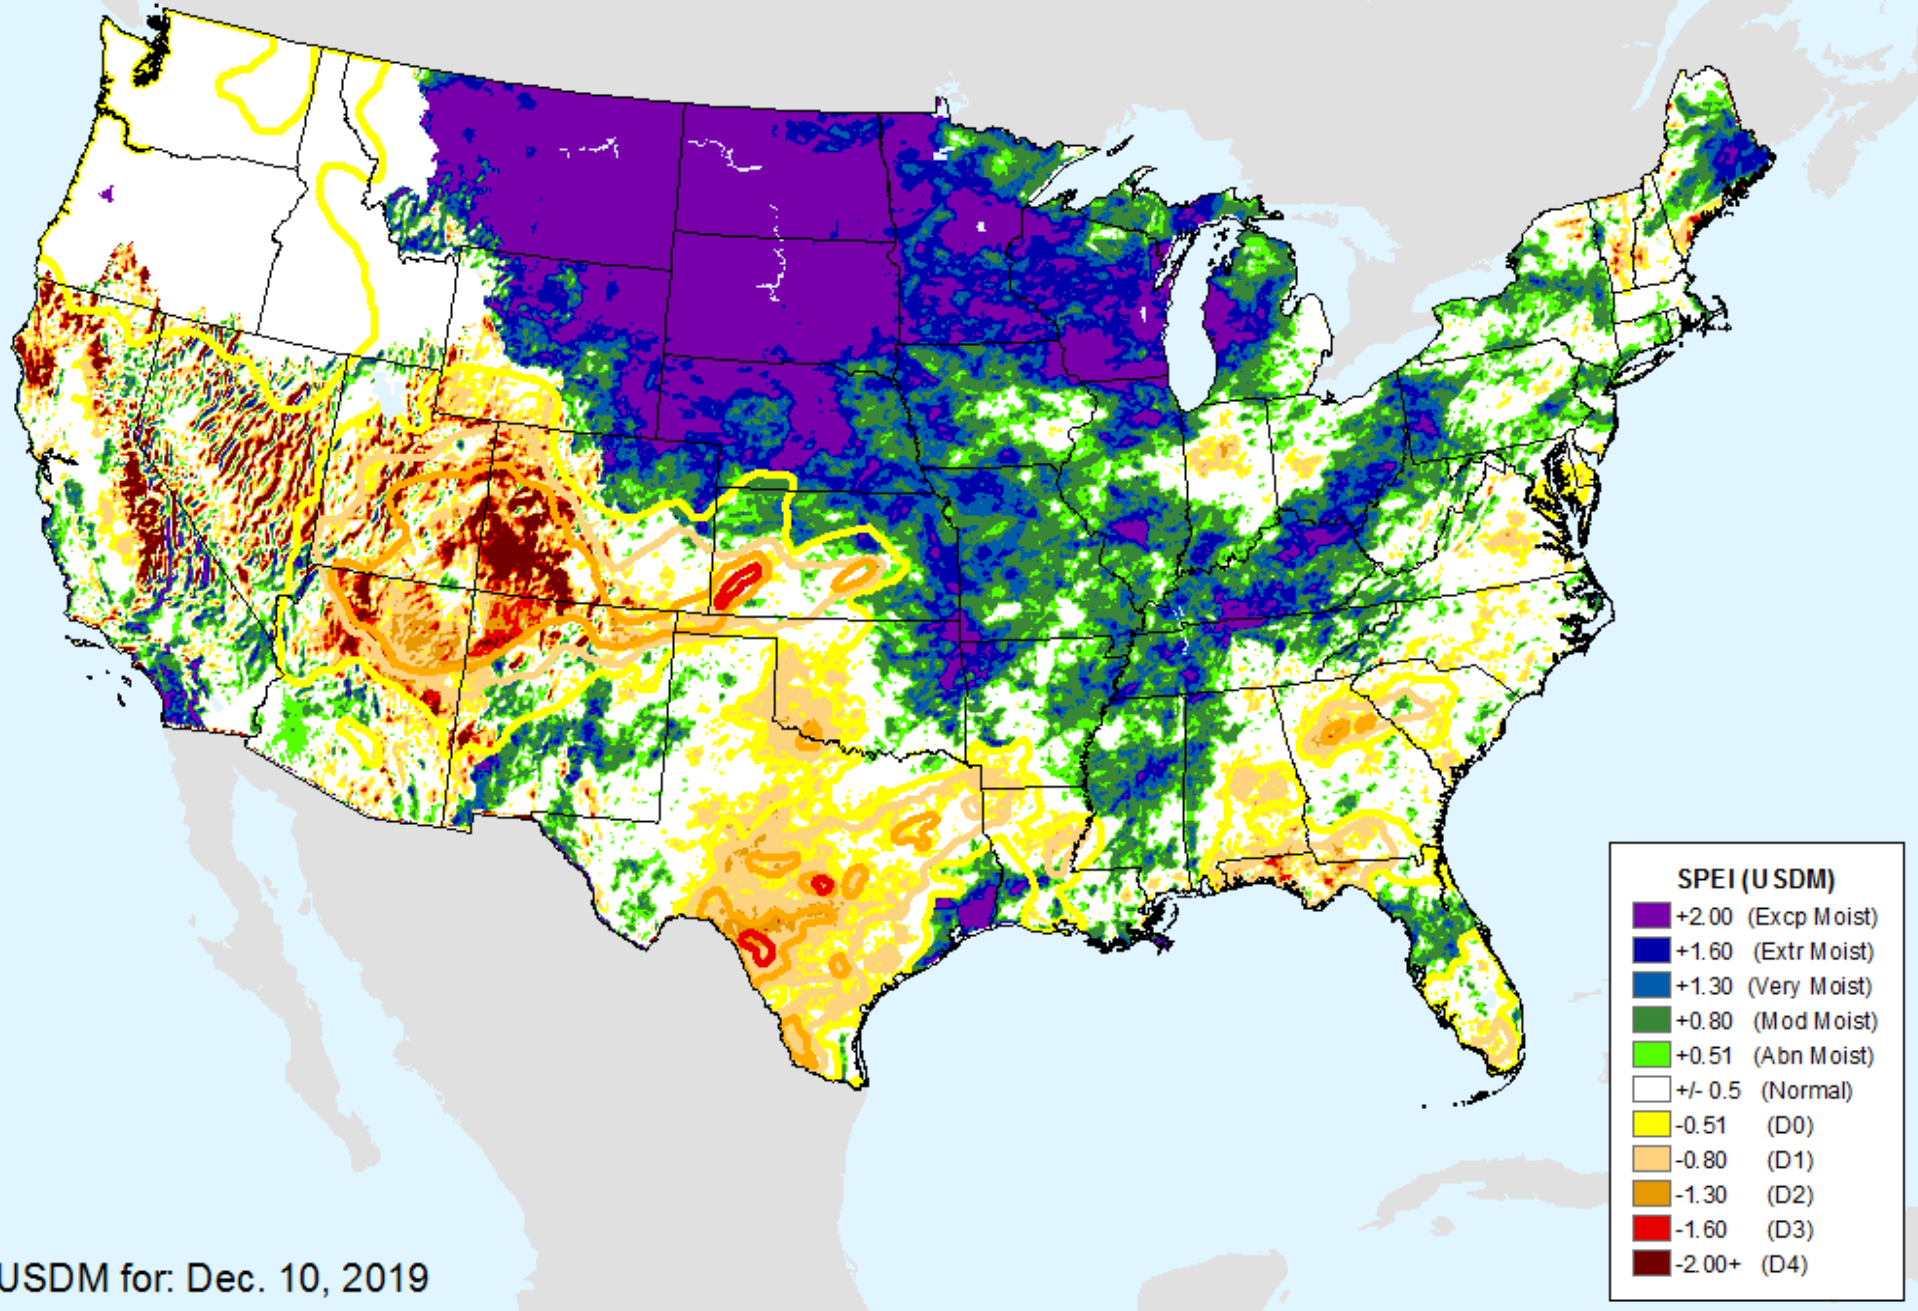 SPEI (USDM)
+2.00 (Excp Moist)
+1.60 (Extr Moist)
+1.30 (Very Moist)
+0.80 (Mod Moist)
+0.51 (Abn Moist)
+/- 0.5 (Normal)
-0.51 (D0)
-0.80 (D1)
-1.30 (D2)
-1.60 (D3)
-2.00+ (D4)
USDM for: Dec. 10, 2019